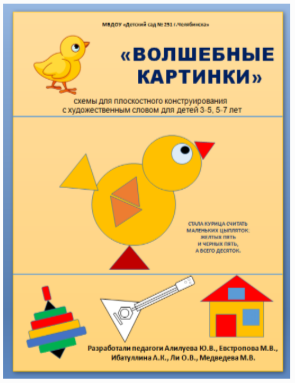 МБДОУ «Детский сад № 291 г.Челябинска»
«ВОЛШЕБНЫЕ
КАРТИНКИ»
схемы для плоскостного конструирования
с художественным словом для детей 3-5, 5-7 лет
СТАЛА КУРИЦА СЧИТАТЬ
МАЛЕНЬКИХ ЦЫПЛЯТОК:
ЖЕЛТЫХ ПЯТЬ
И ЧЕРНЫХ ПЯТЬ,
А ВСЕГО ДЕСЯТОК.
Разработали педагоги Алилуева Ю.В., Евстропова М.В.,
Ибатуллина Л.К., Ли О.В., Медведева М.В.